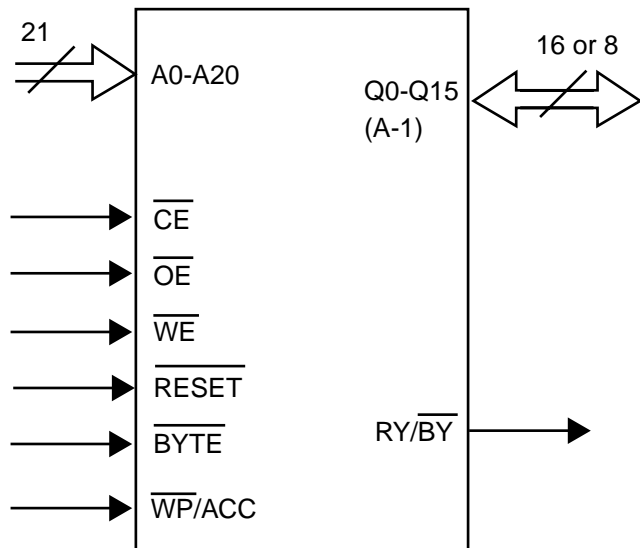 21
A0-A20
16 or 8
Q0-Q15
(A-1)
CE
OE
WE
RESET
BYTE
RY/BY
WP/ACC